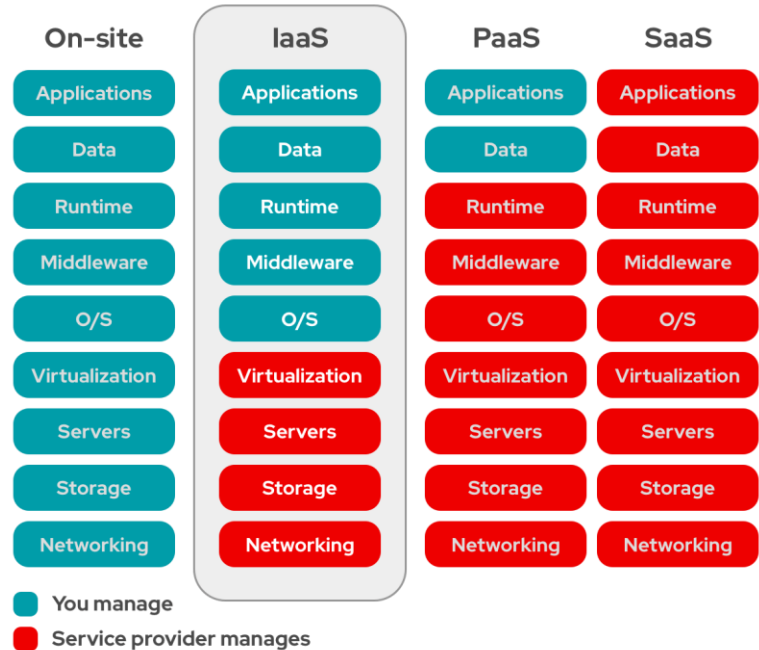 On-site IaaS PaaS SaaS
Applications Applications Applications Applications
Data Data Data Data
Runtime Runtime Runtime Runtime
Middleware Middleware Middleware Middleware
O/S O/S O/S O/S
Virtualization Virtualization Virtualization Virtualization
Servers Servers Servers Servers
Storage Storage Storage Storage
Networking Networking Networking Networking
You manage
Service provider manages